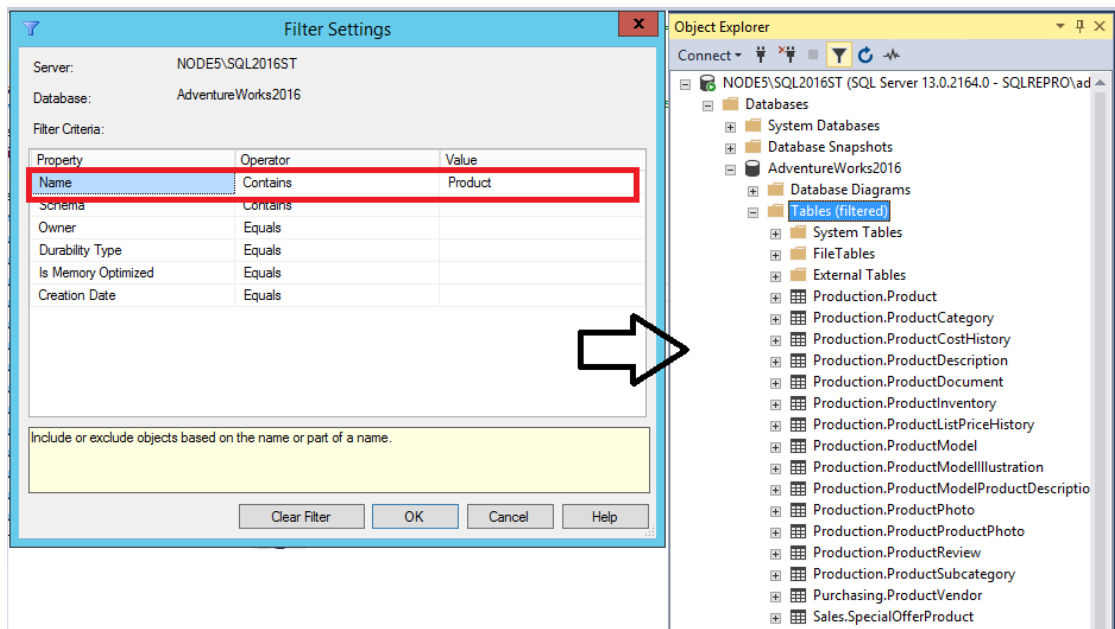 Filter Settings
x
Server: NODE5\SQL2016ST
Database: AdventureWorks2016
Filter Criteria:
Property Operator Value
Name Contains Product
Schema Contains
Owner Equals
Durability Type Equals
Is Memory Optimized Equals
Creation Date Equals
Include or exclude objects based on the name or part of a name.
Clear Filter OK Cancel Help
Object Explorer
Connect
NODE5\SQL2016ST (SQL Server 13.0.2164.0 - SQLREPRO\ad
Databases
System Databases
Database Snapshots
AdventureWorks2016
Database Diagrams
Tables (filtered)
System Tables
FileTables
External Tables
Production.Product
Production.ProductCategory
Production.ProductCostHistory
Production.ProductDescription
Production.ProductDocument
Production.ProductInventory
Production.ProductListPriceHistory
Production.ProductModel
Production.ProductModelIllustration
Production.ProductModelProductDescriptio
Production.ProductPhoto
Production.ProductProductPhoto
Production.ProductReview
Production.ProductSubcategory
Purchasing.ProductVendor
Sales.SpecialOfferProduct